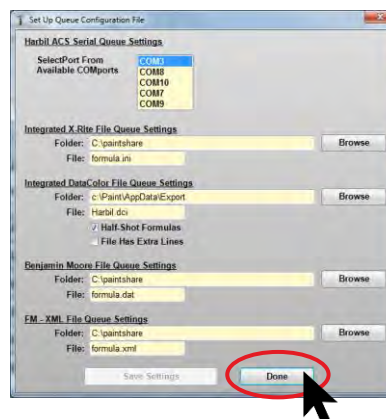 Set Up Queue Configuration File
Harbil ACS Serial Queue Settings
SelectPort From
Available COMports
COM3
COM8
COM10
COM7
COM9
Integrated X.Rite File Queue Settings
Folder: C:\paintshare Browse
File: formula.ini
Integrated DataColor File Queue Settings
Folder: c:\Paint\AppData\Export Browse
File: Harbil.dci
Half-Shot Formulas
File Has Extra Lines
Benjamin Moore File Queue Settings
Folder: C:\paintshare Browse
File: formula.dat
FM - XML File Queue Settings
Folder: C:\paintshare Browse
File: formula.xml
Save Settings Done